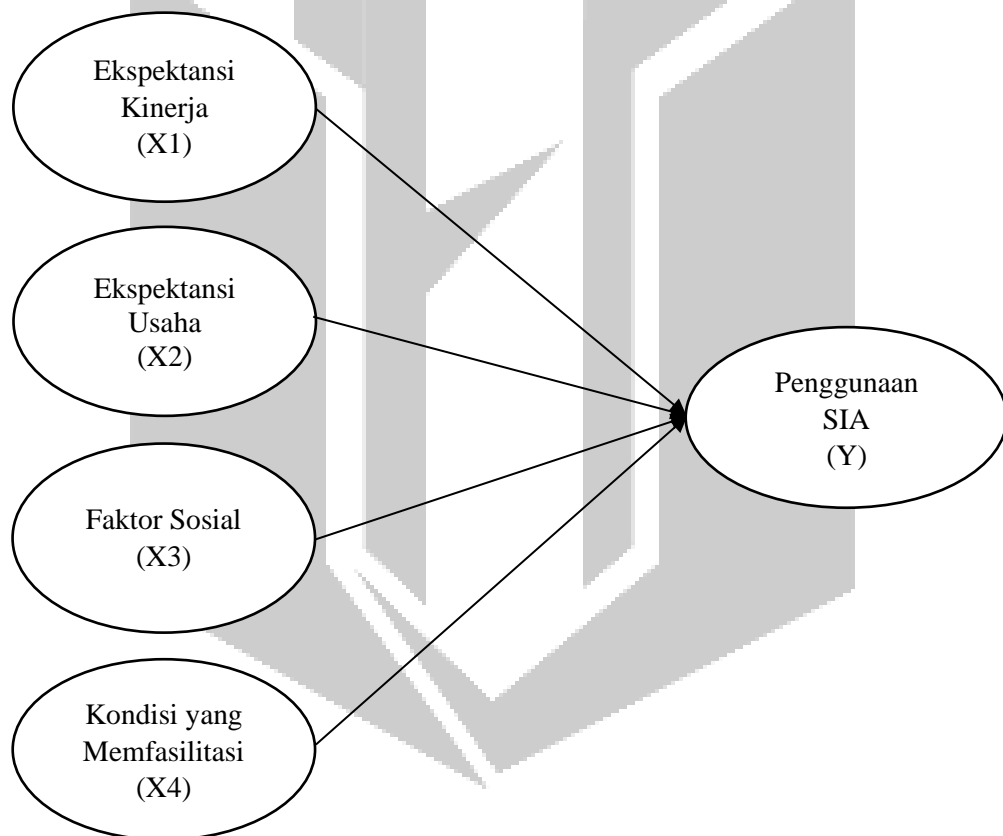 Ekspektansi
Kinerja
(X1)
Ekspektansi
Usaha
(X2)
Penggunaan
SIA
(Y)
Faktor Sosial
(X3)
Kondisi yang
Memfasilitasi
(X4)